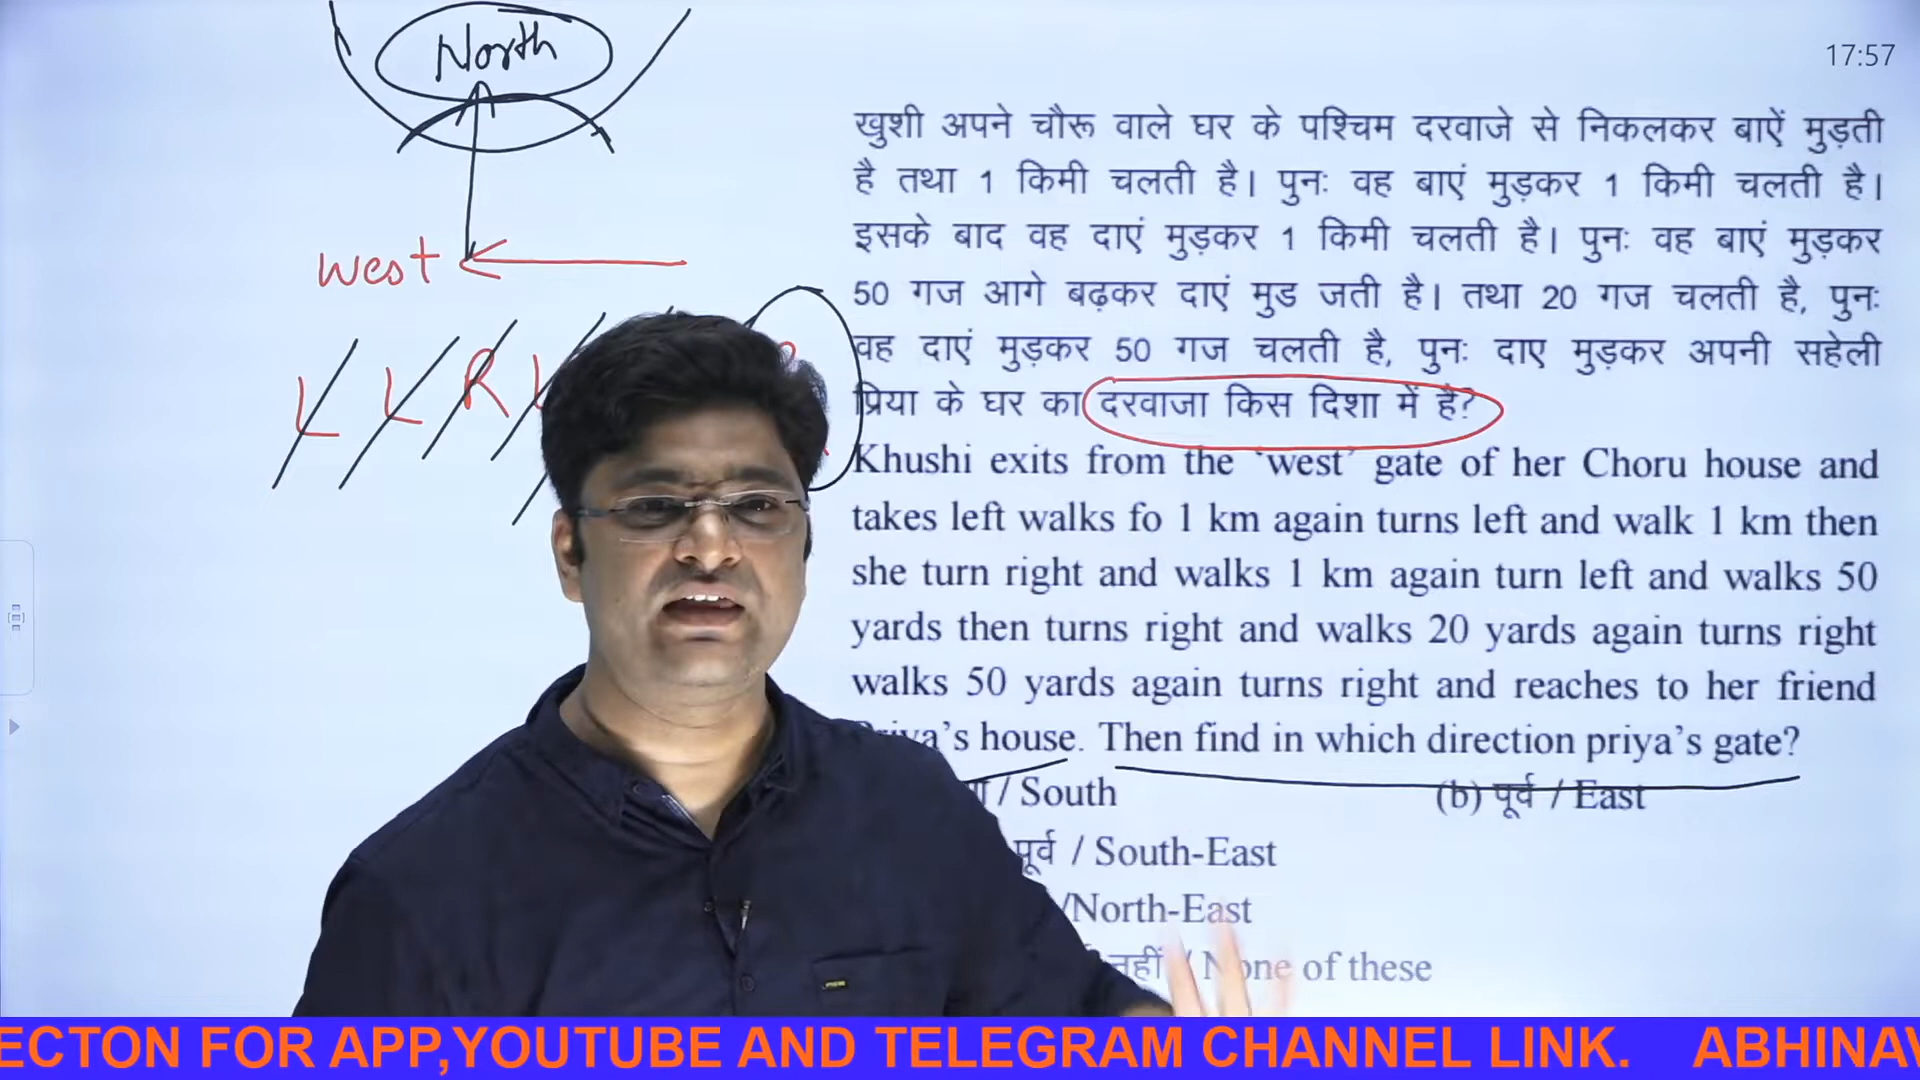 North
17:57
खुशी अपने चौरू वाले घर के पश्चिम दरवाजे से निकलकर बाऐं मुड़ती
है तथा 1 किमी चलती है। पुनः वह बाएं मुड़कर 1 किमी चलती है।
इसके बाद वह दाएं मुड़कर 1 किमी चलती है। पुनः वह बाएं मुड़कर
50 गज आगे बढ़कर दाएं मुड जती है। तथा 20 गज चलती है, पुनः
वह दाएं मुड़कर 50 गज चलती है, पुनः दाए मुड़कर अपनी सहेली
प्रिया के घर का दरवाजा किस दिशा में है?
west
L L R L
Khushi exits from the 'west' gate of her Choru house and
takes left walks fo 1 km again turns left and walk 1 km then
she turn right and walks 1 km again turn left and walks 50
yards then turns right and walks 20 yards again turns right
walks 50 yards again turns right and reaches to her friend
house. Then find in which direction priya's gate?
/ South
(b) पूर्व / East
पूर्व / South-East
/North-East
नहीं / None of these
FOR APP,YOUTUBE AND TELEGRAM CHANNEL LINK.